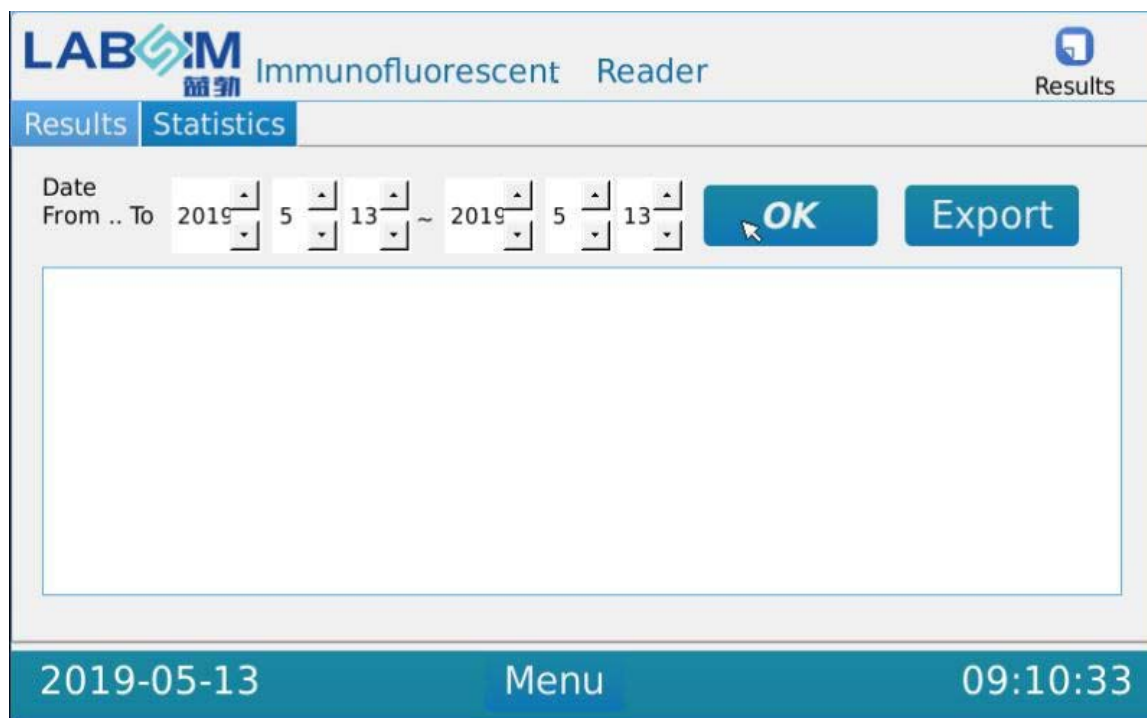 LABSIM Immunofluorescent Reader
蓝勃
Results
Results Statistics
Date
From .. To 2019 5 13 ~ 2019 5 13 OK Export
2019-05-13 Menu 09:10:33